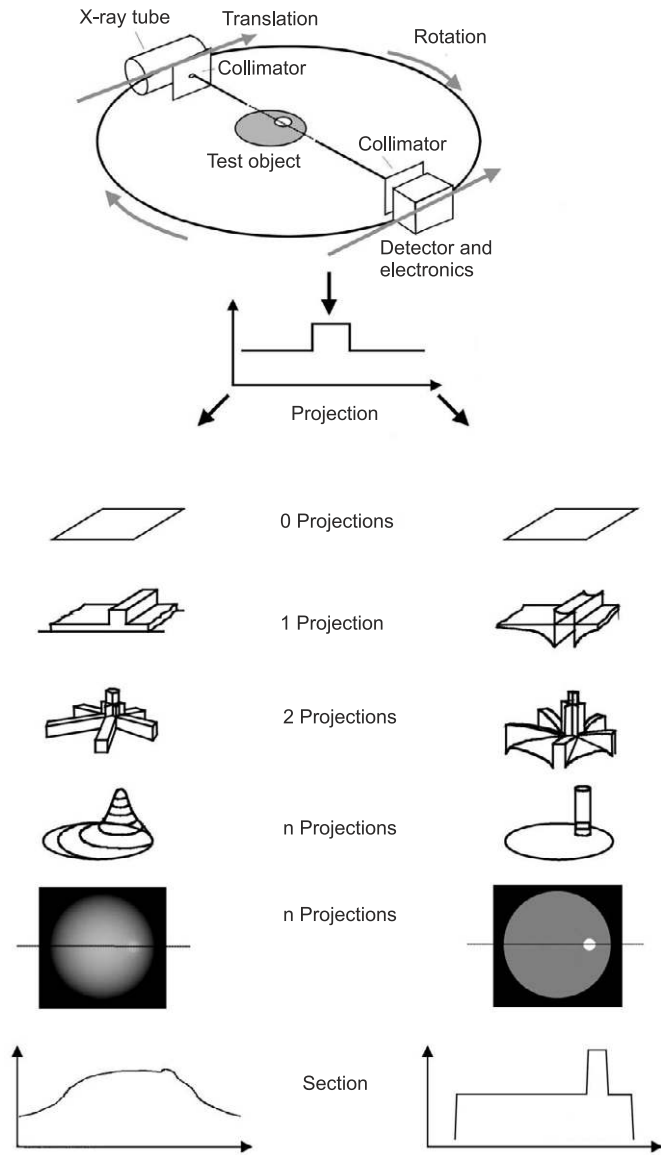 X-ray tube
Translation
Rotation
Collimator
Collimator
Test object
Detector and
electronics
Projection
0 Projections
1 Projection
2 Projections
n Projections
n Projections
Section